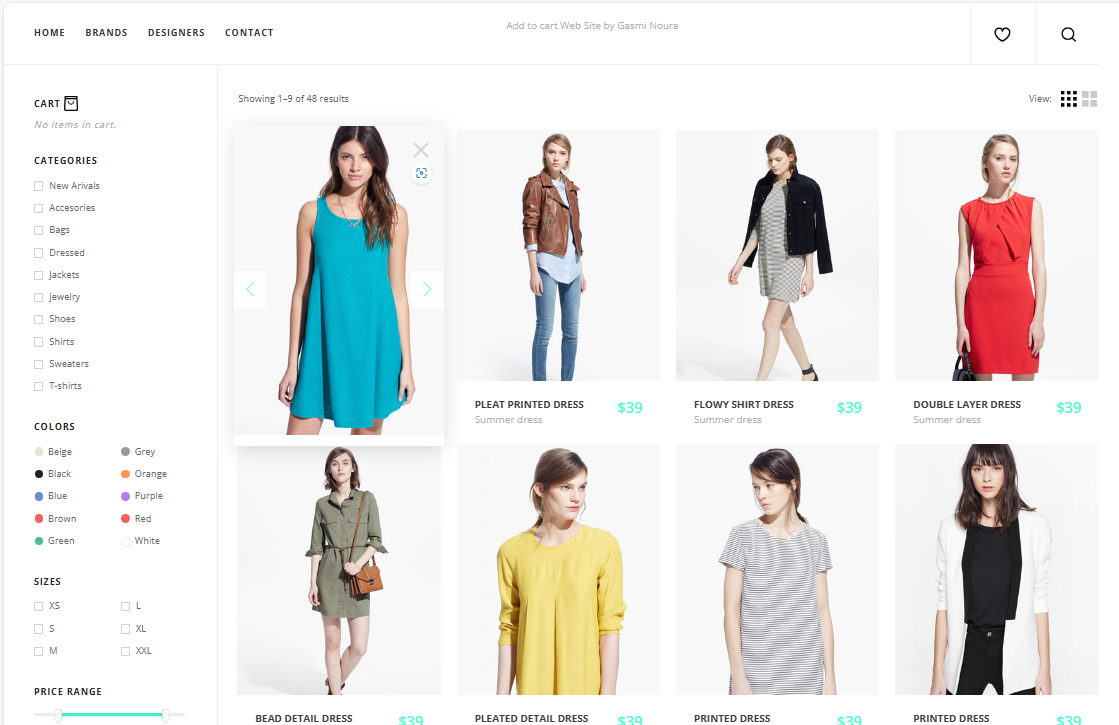 HOME BRANDS DESIGNERS CONTACT
Add to cart Web Site by Gasmi Noura
CART
No items in cart.
CATEGORIES
New Arivals
Accesories
Bags
Dressed
Jackets
jewelry
Shoes
Shirts
Sweaters
T-shirts
COLORS
Beige Grey
Black Orange
Blue Purple
Brown Red
Green White
SIZES
XS L
S XL
M XXL
PRICE RANGE
Showing 1–9 of 48 results
View:
PLEAT PRINTED DRESS $39
Summer dress
FLOWY SHIRT DRESS $39
Summer dress
DOUBLE LAYER DRESS $39
Summer dress
BEAD DETAIL DRESS $39
PLEATED DETAIL DRESS $39
PRINTED DRESS $39
PRINTED DRESS $39